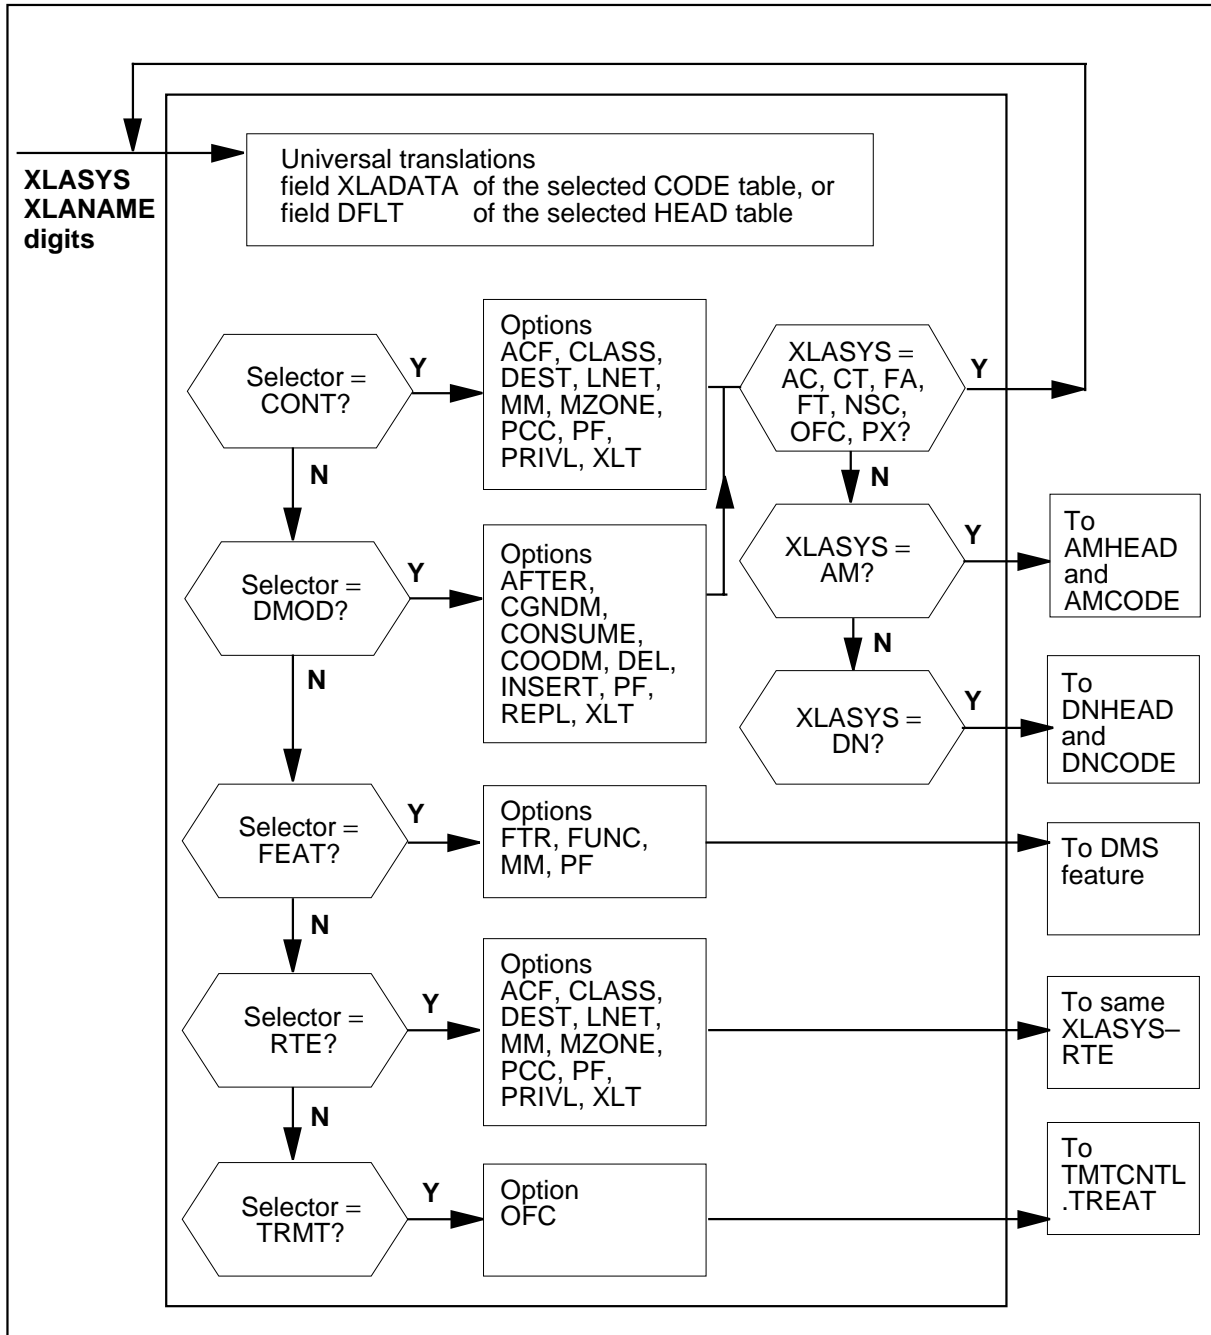 XLASYS
XLANAME
digits
Universal translations
field XLADATA of the selected CODE table, or
field DFLT of the selected HEAD table
Selector =
CONT?
Y
N
Options
ACF, CLASS,
DEST, LNET,
MM, MZONE,
PCC, PF,
PRIVL, XLT
XLASYS =
AC, CT, FA,
FT, NSC,
OFC, PX?
Y
N
Selector =
DMOD?
Y
N
Options
AFTER,
CGNDM,
CONSUME,
COODM, DEL,
INSERT, PF,
REPL, XLT
XLASYS =
AM?
Y
N
To
AMHEAD
and
AMCODE
XLASYS =
DN?
Y
To
DNHEAD
and
DNCODE
Selector =
FEAT?
Y
N
Options
FTR, FUNC,
MM, PF
To DMS
feature
Selector =
RTE?
Y
N
Options
ACF, CLASS,
DEST, LNET,
MM, MZONE,
PCC, PF,
PRIVL, XLT
To same
XLASYS–
RTE
Selector =
TRMT?
Y
Option
OFC
To
TMTCNTL
.TREAT